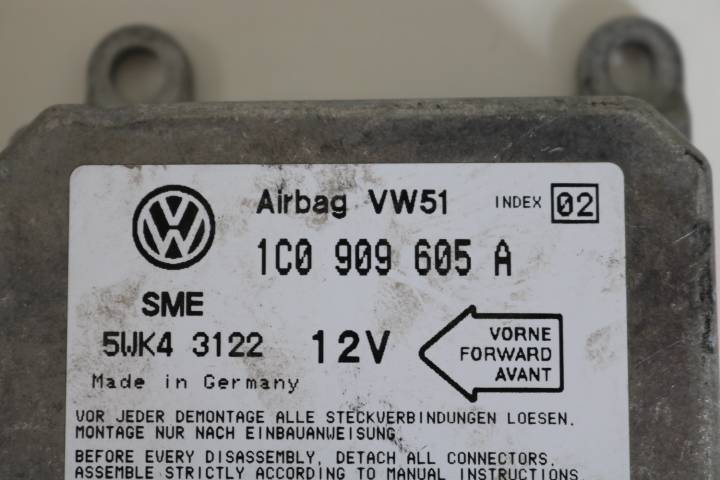 Airbag VW51 INDEX 02
1C0 909 605 A
SME
5WK4 3122 12V
VORNE
FORWARD
AVANT
Made in Germany
VOR JEDER DEMONTAGE ALLE STECKVERBINDUNGEN LOESEN.
MONTAGE NUR NACH EINBAUANWEISUNG.
BEFORE EVERY DISASSEMBLY, DETACH ALL CONNECTORS.
ASSEMBLE STRICTLY ACCORDING TO MANUAL INSTRUCTIONS.